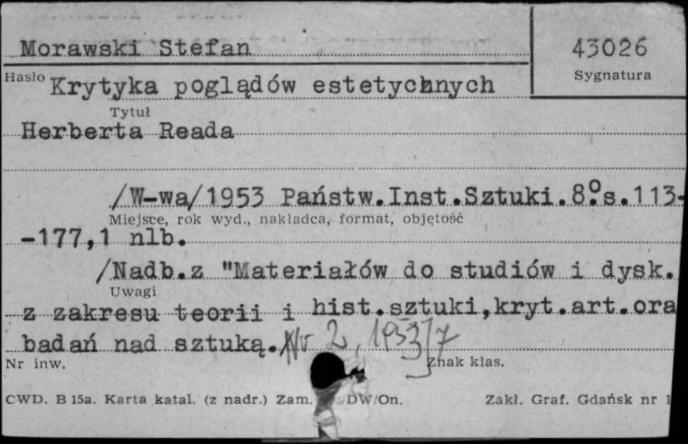 Morawski Stefan
43026
Sygnatura
Hasło
Krytyka poglądów estetycznych
Tytuł
Herberta Reada
/W-wa/1953 Państw.Inst.Sztuki.8º.s.113-
Miejsce, rok wyd., nakładca, format, objętość
-177,1 nlb.
/Nadb.z "Materiałów do studiów i dysk.
Uwagi
z zakresu teorii i hist.sztuki,kryt.art.ora
badań nad sztuką. Nr 2, 1953/7
Nr inw.
Znak klas.
CWD. B 15a. Karta katal. (z nadr.) Zam. DW/On.
Zakł. Graf. Gdańsk nr 1